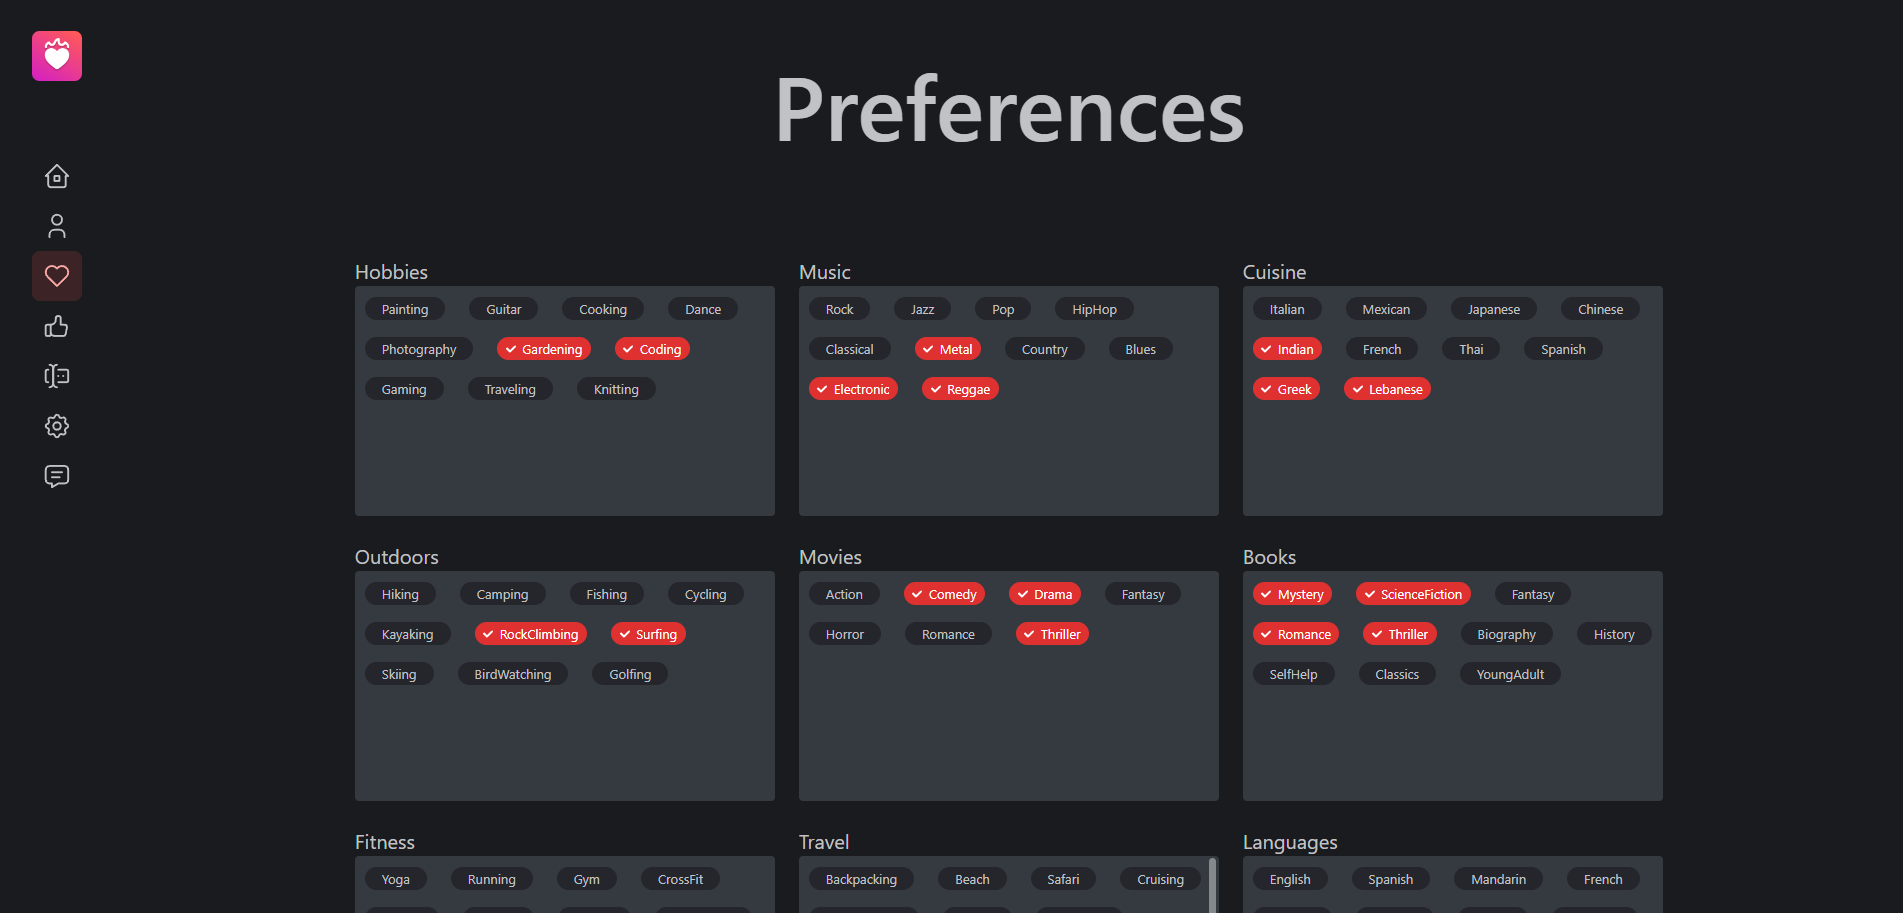 Preferences
Hobbies
Painting Guitar Cooking Dance
Photography Gardening Coding
Gaming Traveling Knitting
Music
Rock Jazz Pop HipHop
Classical Metal Country Blues
Electronic Reggae
Cuisine
Italian Mexican Japanese Chinese
Indian French Thai Spanish
Greek Lebanese
Outdoors
Hiking Camping Fishing Cycling
Kayaking RockClimbing Surfing
Skiing BirdWatching Golfing
Movies
Action Comedy Drama Fantasy
Horror Romance Thriller
Books
Mystery ScienceFiction Fantasy
Romance Thriller Biography History
SelfHelp Classics YoungAdult
Fitness
Yoga Running Gym CrossFit
Travel
Backpacking Beach Safari Cruising
Languages
English Spanish Mandarin French